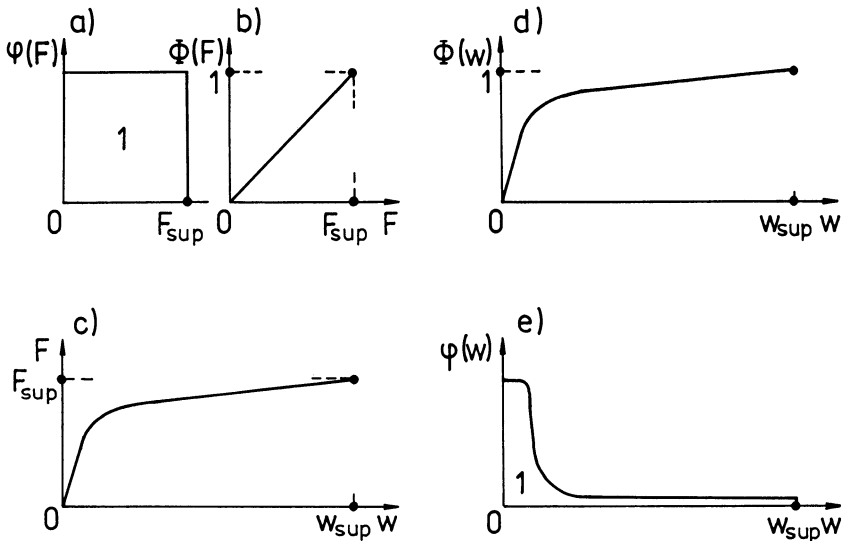 a)
φ(F)
1
0
F_sup
b)
Φ(F)
1
0
F_sup F
d)
Φ(w)
1
0
w_sup w
c)
F
F_sup
0
w_sup w
e)
φ(w)
1
0
w_sup w